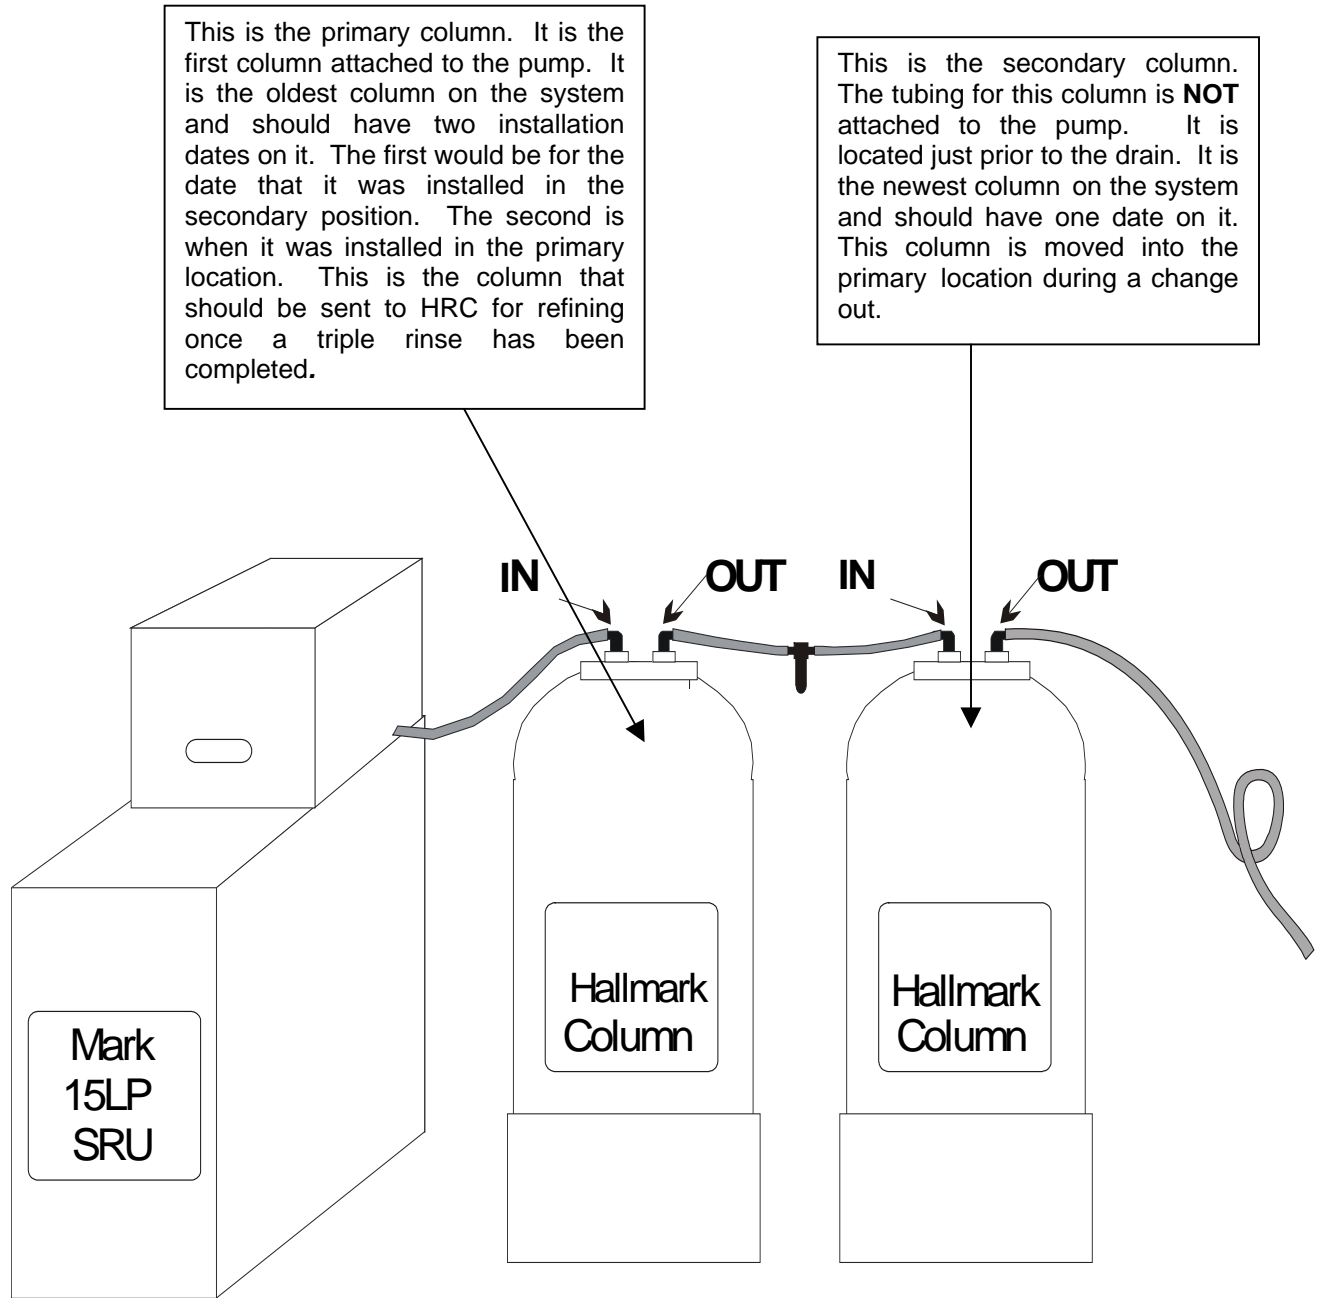 This is the primary column. It is the
first column attached to the pump. It
is the oldest column on the system
and should have two installation
dates on it. The first would be for the
date that it was installed in the
secondary position. The second is
when it was installed in the primary
location. This is the column that
should be sent to HRC for refining
once a triple rinse has been
completed.
This is the secondary column.
The tubing for this column is NOT
attached to the pump. It is
located just prior to the drain. It is
the newest column on the system
and should have one date on it.
This column is moved into the
primary location during a change
out.
IN
OUT
IN
OUT
Hallmark
Column
Hallmark
Column
Mark
15LP
SRU